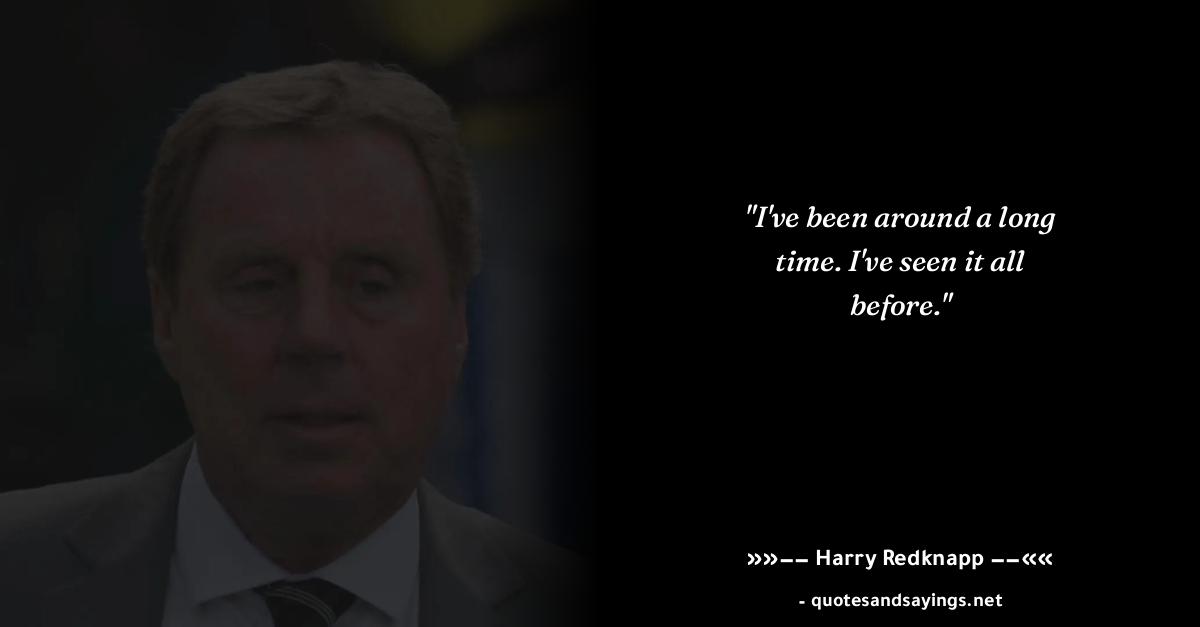 "I've been around a long
time. I've seen it all
before."
»»−− Harry Redknapp −−««
- quotesandsayings.net